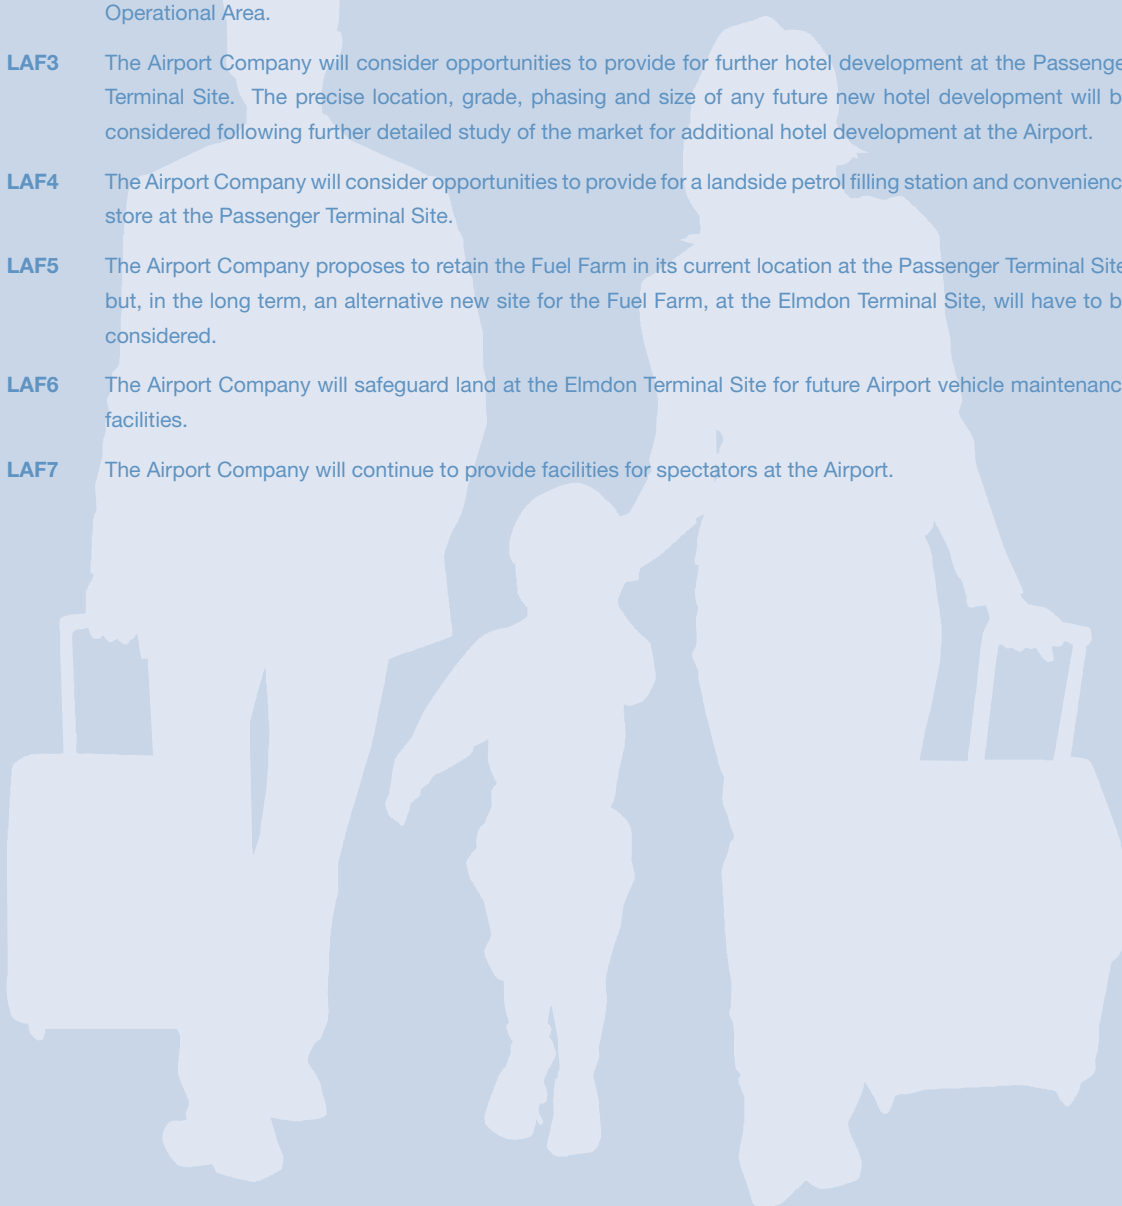 Operational Area.
LAF3 The Airport Company will consider opportunities to provide for further hotel development at the Passenge
Terminal Site. The precise location, grade, phasing and size of any future new hotel development will b
considered following further detailed study of the market for additional hotel development at the Airport.
LAF4 The Airport Company will consider opportunities to provide for a landside petrol filling station and convenienc
store at the Passenger Terminal Site.
LAF5 The Airport Company proposes to retain the Fuel Farm in its current location at the Passenger Terminal Site
but, in the long term, an alternative new site for the Fuel Farm, at the Elmdon Terminal Site, will have to b
considered.
LAF6 The Airport Company will safeguard land at the Elmdon Terminal Site for future Airport vehicle maintenanc
facilities.
LAF7 The Airport Company will continue to provide facilities for spectators at the Airport.